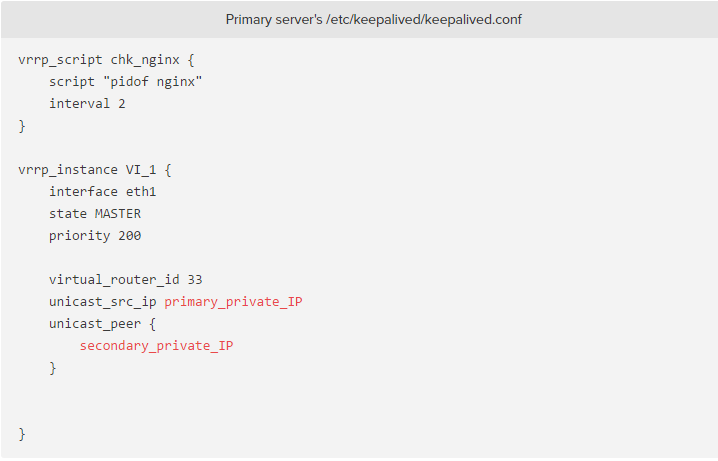 Primary server's /etc/keepalived/keepalived.conf
vrrp_script chk_nginx {
    script "pidof nginx"
    interval 2
}

vrrp_instance VI_1 {
    interface eth1
    state MASTER
    priority 200

    virtual_router_id 33
    unicast_src_ip primary_private_IP
    unicast_peer {
        secondary_private_IP
    }


}